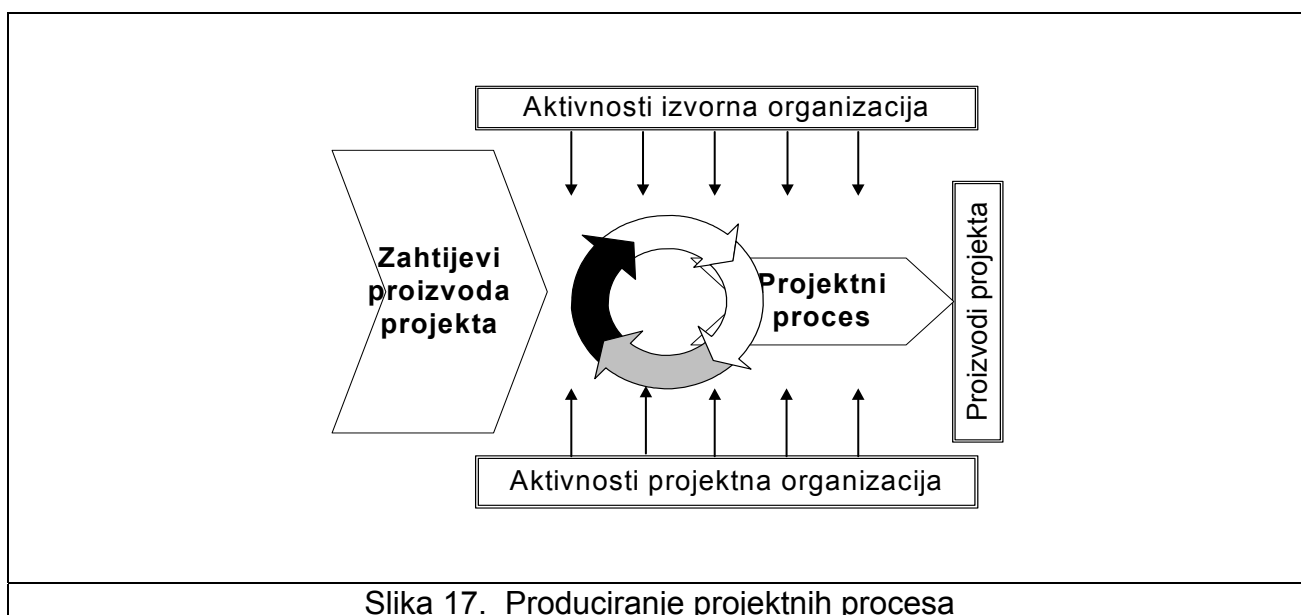 Aktivnosti izvorna organizacija
Zahtijevi
proizvoda
projekta
Projektni
proces
Proizvodi projekta
Aktivnosti projektna organizacija
Slika 17. Produciranje projektnih procesa